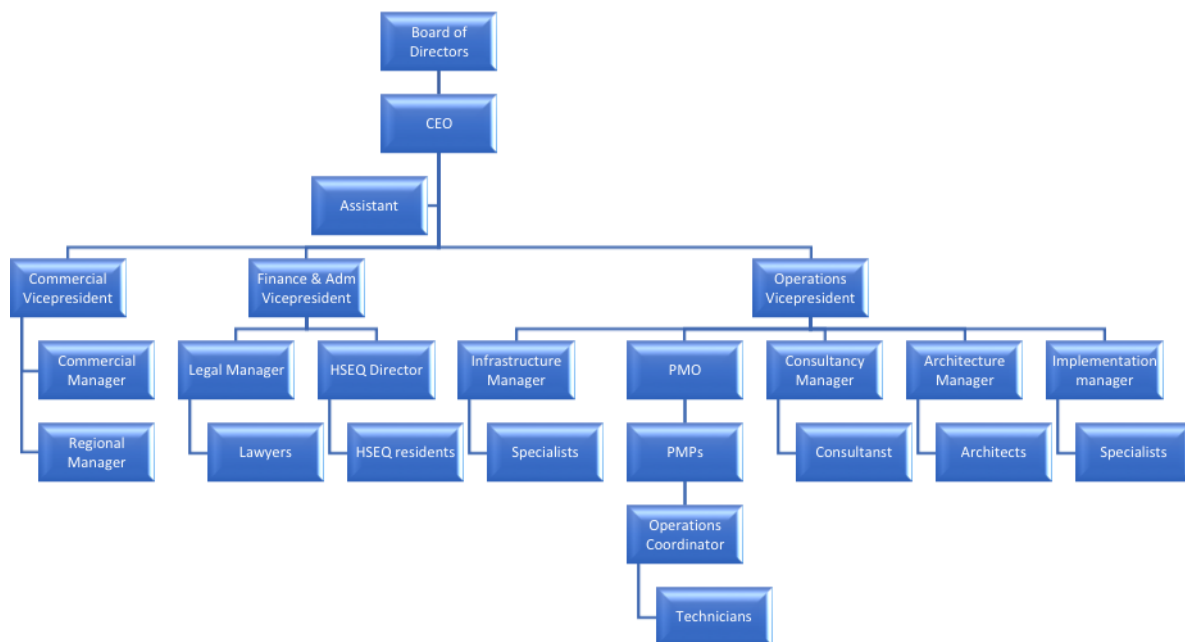 Board of
Directors
CEO
Assistant
Commercial
Vicepresident
Finance & Adm
Vicepresident
Operations
Vicepresident
Commercial
Manager
Legal Manager
HSEQ Director
Infrastructure
Manager
PMO
Consultancy
Manager
Architecture
Manager
Implementation
manager
Regional
Manager
Lawyers
HSEQ residents
Specialists
PMPs
Consultanst
Architects
Specialists
Operations
Coordinator
Technicians